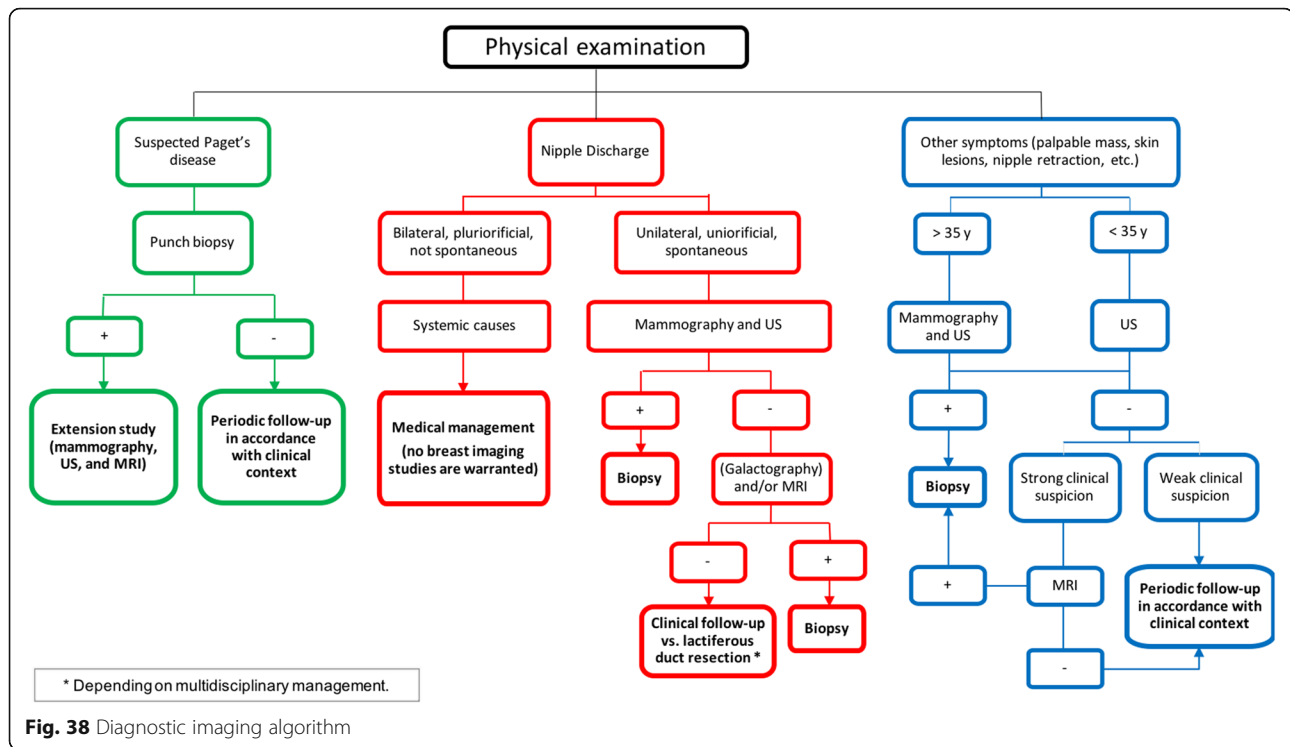 Physical examination
Suspected Paget's
disease
Punch biopsy
+
-
Extension study
(mammography,
US, and MRI)
Periodic follow-up
in accordance
with clinical
context
Nipple Discharge
Bilateral, pluriorificial,
not spontaneous
Systemic causes
Medical management
(no breast imaging
studies are warranted)
Unilateral, uniorificial,
spontaneous
Mammography and US
+
-
Biopsy
(Galactography)
and/or MRI
-
+
Clinical follow-up
vs. lactiferous
duct resection *
Biopsy
Other symptoms (palpable mass, skin
lesions, nipple retraction, etc.)
> 35 y
< 35 y
Mammography
and US
US
+
-
Biopsy
Strong clinical
suspicion
Weak clinical
suspicion
+
MRI
Periodic follow-up
in accordance with
clinical context
-
* Depending on multidisciplinary management.
Fig. 38 Diagnostic imaging algorithm